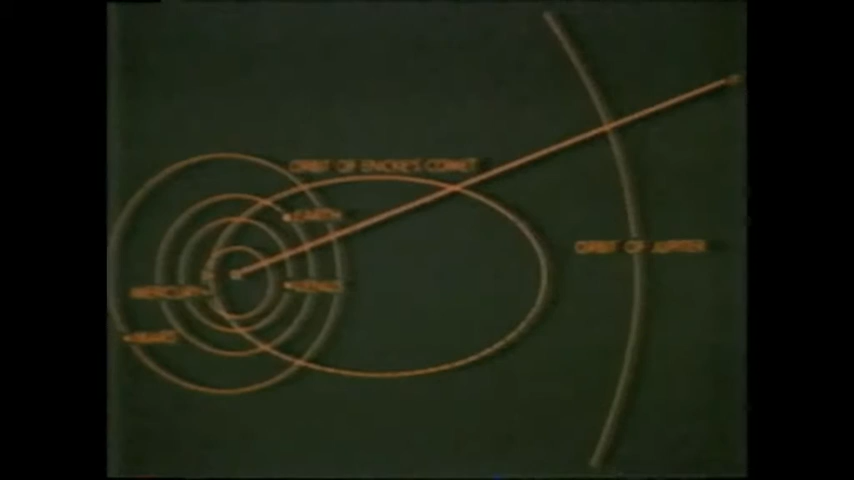 ORBIT OF ENCKE'S COMET
EARTH
ORBIT OF JUPITER
VENUS
MERCURY
MARS